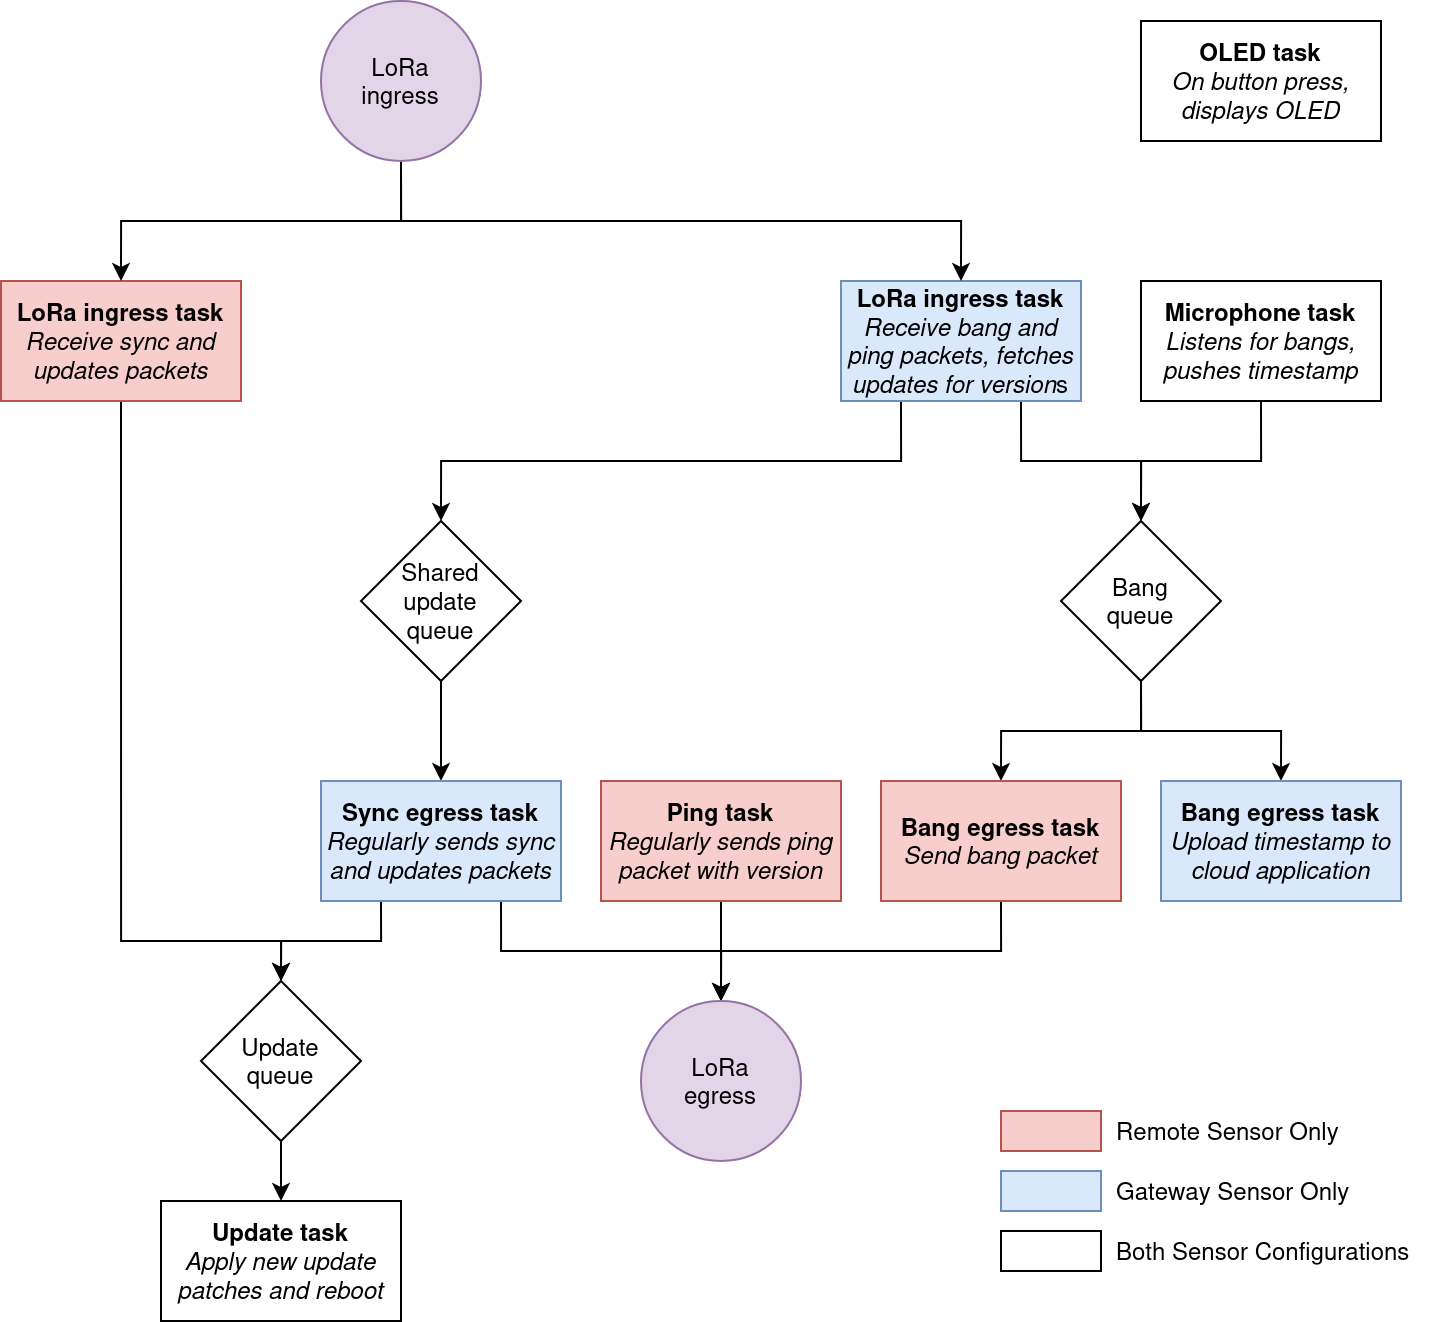 LoRa
ingress
OLED task
On button press,
displays OLED
LoRa ingress task
Receive sync and
updates packets
LoRa ingress task
Receive bang and
ping packets, fetches
updates for versions
Microphone task
Listens for bangs,
pushes timestamp
Shared
update
queue
Bang
queue
Sync egress task
Regularly sends sync
and updates packets
Ping task
Regularly sends ping
packet with version
Bang egress task
Send bang packet
Bang egress task
Upload timestamp to
cloud application
Update
queue
LoRa
egress
Update task
Apply new update
patches and reboot
Remote Sensor Only
Gateway Sensor Only
Both Sensor Configurations